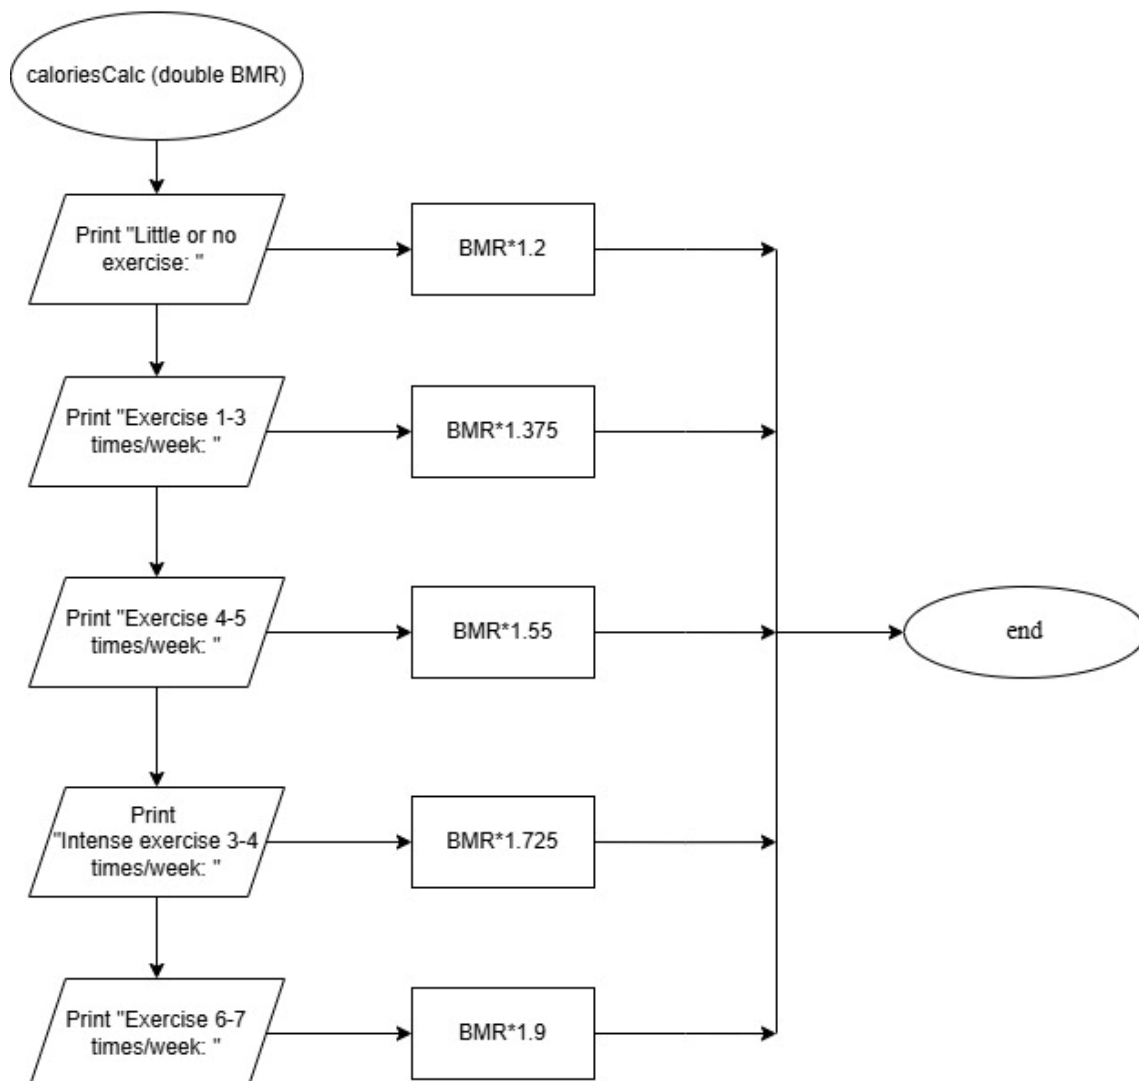 caloriesCalc (double BMR)
Print "Little or no
exercise: "
BMR*1.2
Print "Exercise 1-3
times/week: "
BMR*1.375
Print "Exercise 4-5
times/week: "
BMR*1.55
end
Print
"Intense exercise 3-4
times/week: "
BMR*1.725
Print "Exercise 6-7
times/week: "
BMR*1.9